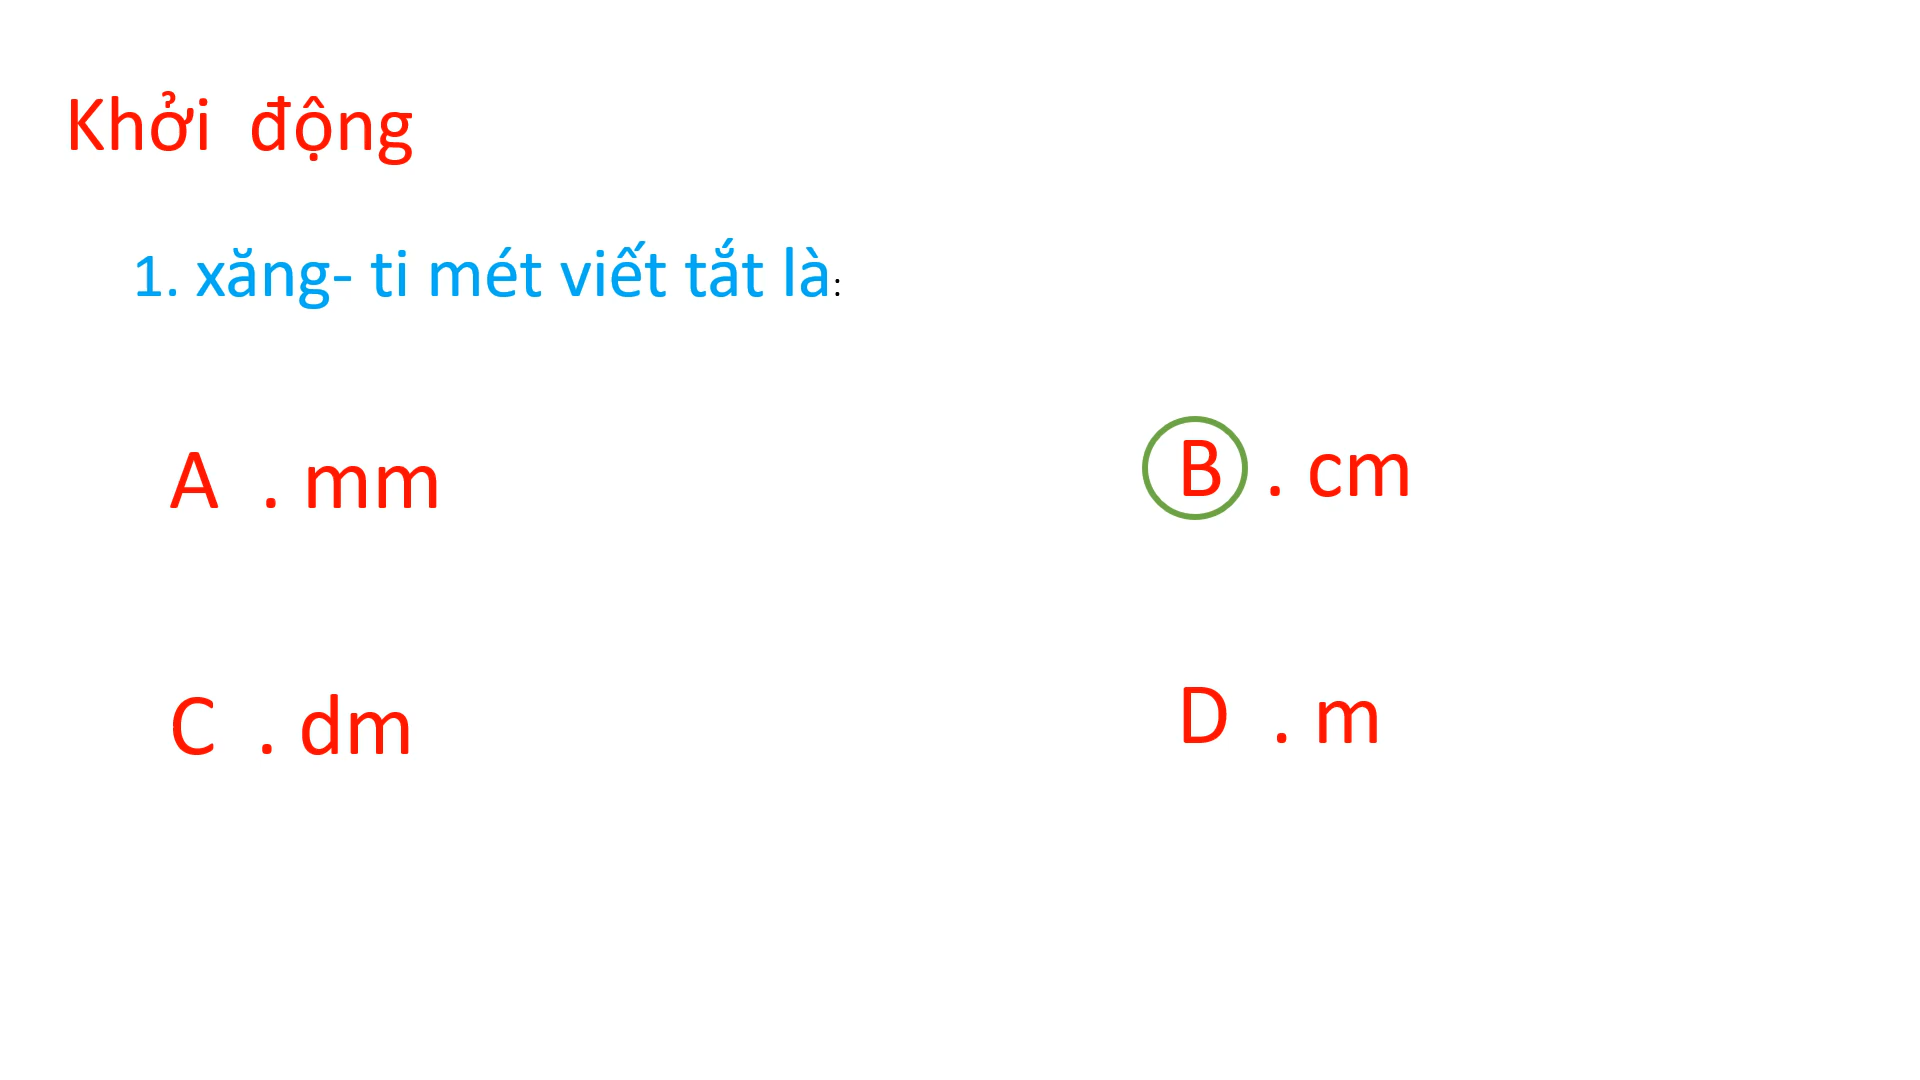 Khởi động
1. xăng- ti mét viết tắt là:
A . mm
B . cm
C . dm
D . m